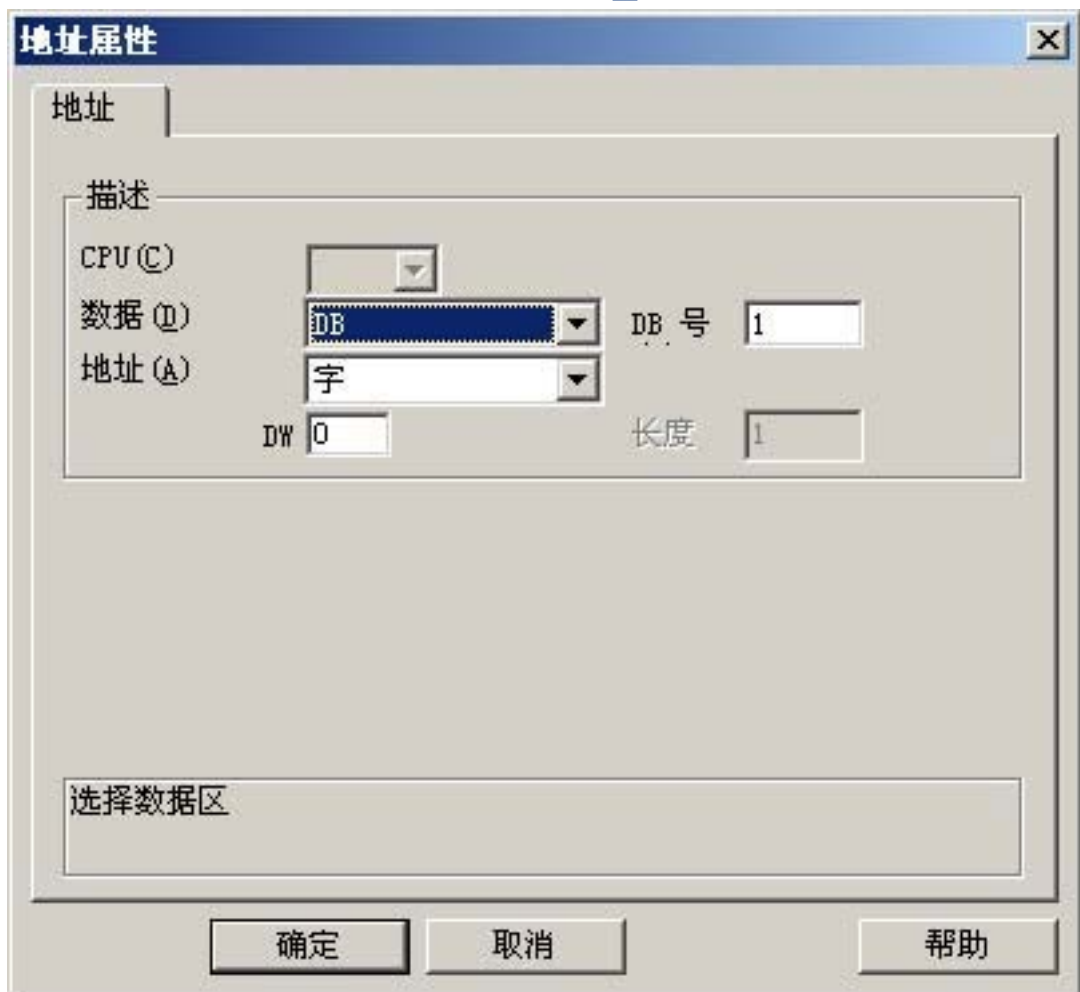 地址属性
地址
描述
CPU(C)
数据(D) DB DB 号 1
地址(A) 字
DW 0 长度 1
选择数据区
确定 取消 帮助